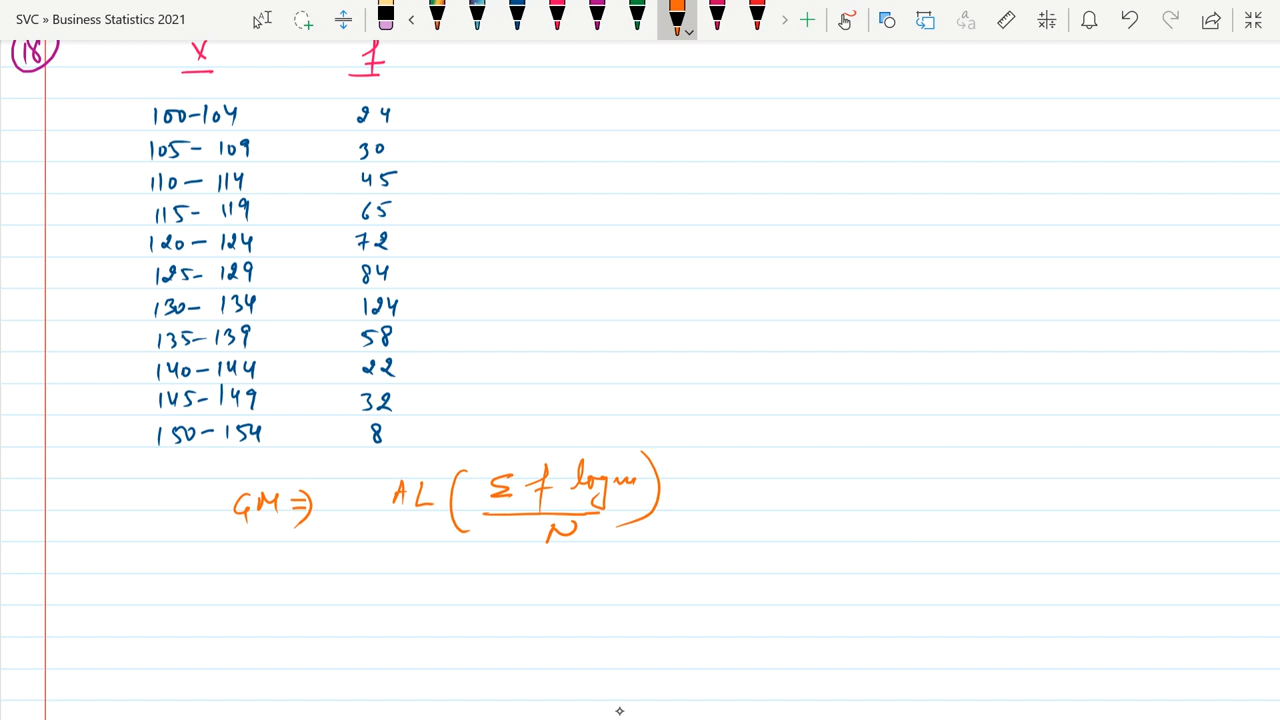 SVC » Business Statistics 2021
18 X f
100-104 24
105- 109 30
110- 114 45
115- 119 65
120- 124 72
125- 129 84
130- 134 124
135-139 58
140-144 22
145-149 32
150-154 8
GM ⇒ AL ( Σ f log m / N )